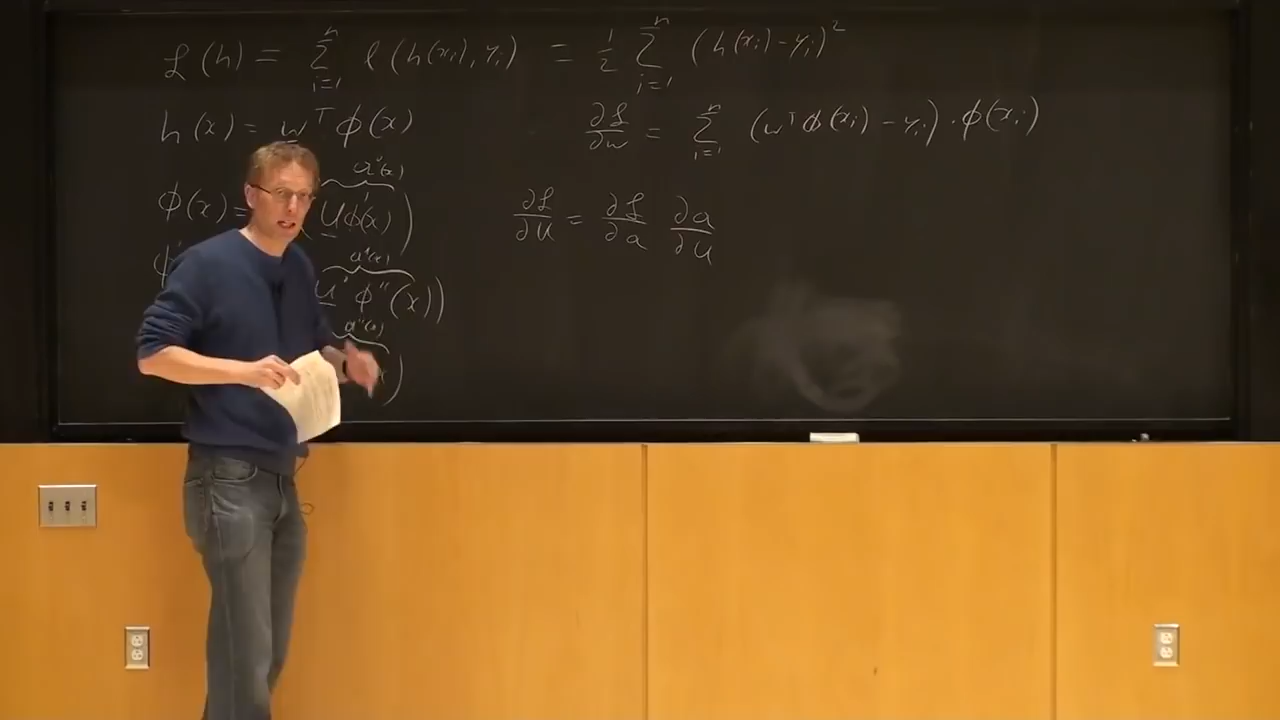 ℒ(h) = Σ_{i=1}^{n} ℓ(h(x_i), y_i) = 1/2 Σ_{i=1}^{n} (h(x_i) - y_i)²
h(x) = w^T φ(x)
∂ℒ/∂w = Σ_{i=1}^{n} (w^T φ(x_i) - y_i) · φ(x_i)
a(x)
φ(x) = U φ'(x))
∂ℒ/∂U = ∂ℒ/∂a ∂a/∂U
a'(x)
φ' U' φ''(x))
a''(x)
)